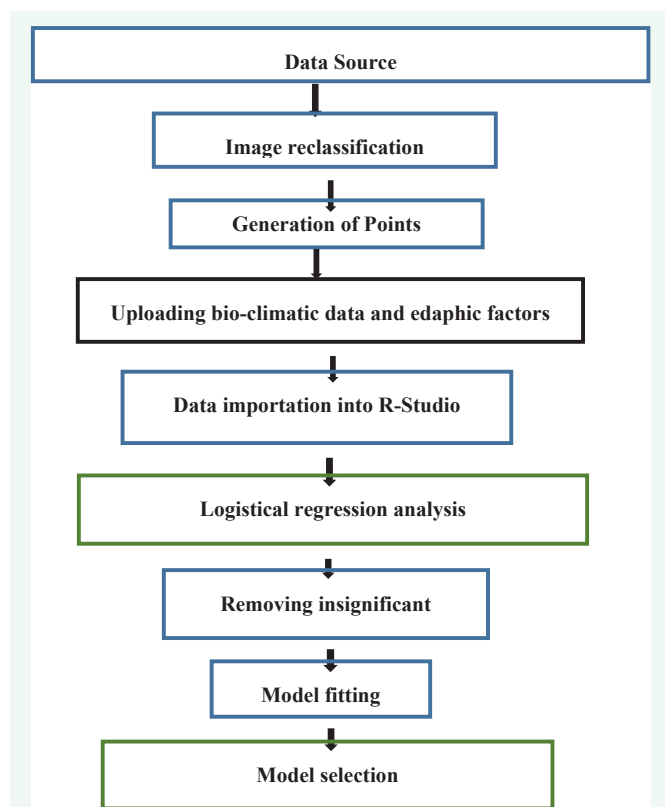 Data Source
Image reclassification
Generation of Points
Uploading bio-climatic data and edaphic factors
Data importation into R-Studio
Logistical regression analysis
Removing insignificant
Model fitting
Model selection